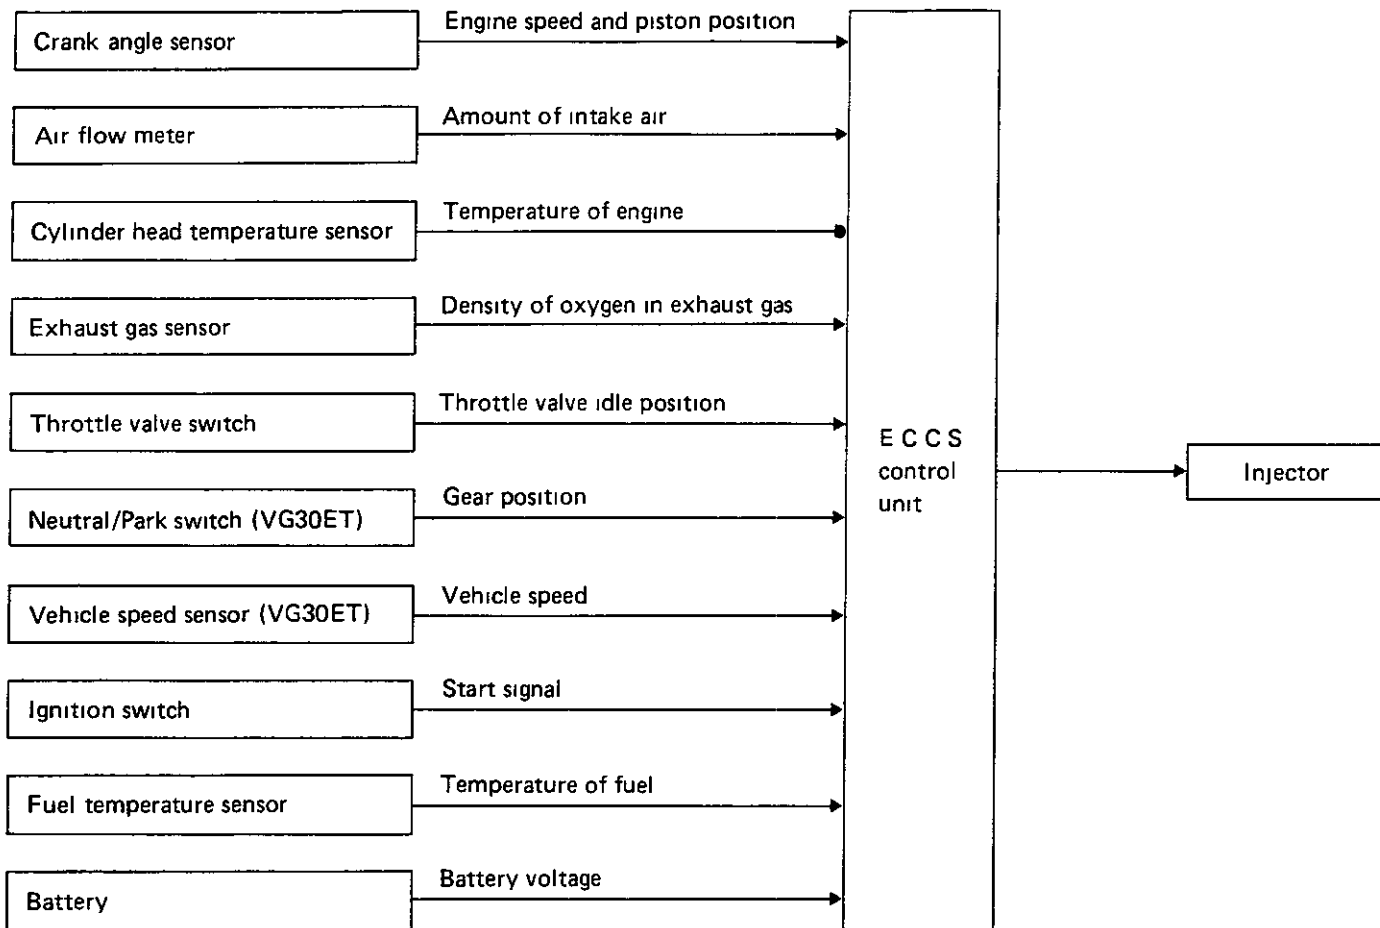 Crank angle sensor
Engine speed and piston position
Air flow meter
Amount of intake air
Cylinder head temperature sensor
Temperature of engine
Exhaust gas sensor
Density of oxygen in exhaust gas
Throttle valve switch
Throttle valve idle position
Neutral/Park switch (VG30ET)
Gear position
Vehicle speed sensor (VG30ET)
Vehicle speed
Ignition switch
Start signal
Fuel temperature sensor
Temperature of fuel
Battery
Battery voltage
E C C S
control
unit
Injector